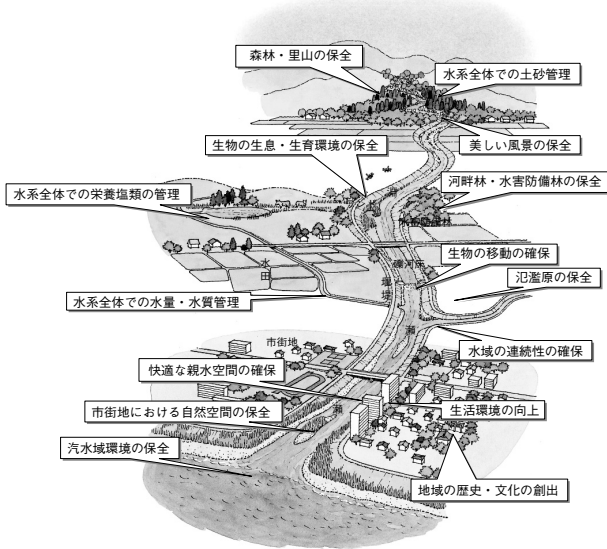 森林・里山の保全
水系全体での土砂管理
生物の生息・生育環境の保全
美しい風景の保全
水系全体での栄養塩類の管理
河畔林・水害防備林の保全
生物の移動の確保
礫河床
水田
堰堤
氾濫原の保全
水系全体での水量・水質管理
瀬
市街地
水域の連続性の確保
快適な親水空間の確保
市街地における自然空間の保全
瀬
生活環境の向上
汽水域環境の保全
地域の歴史・文化の創出